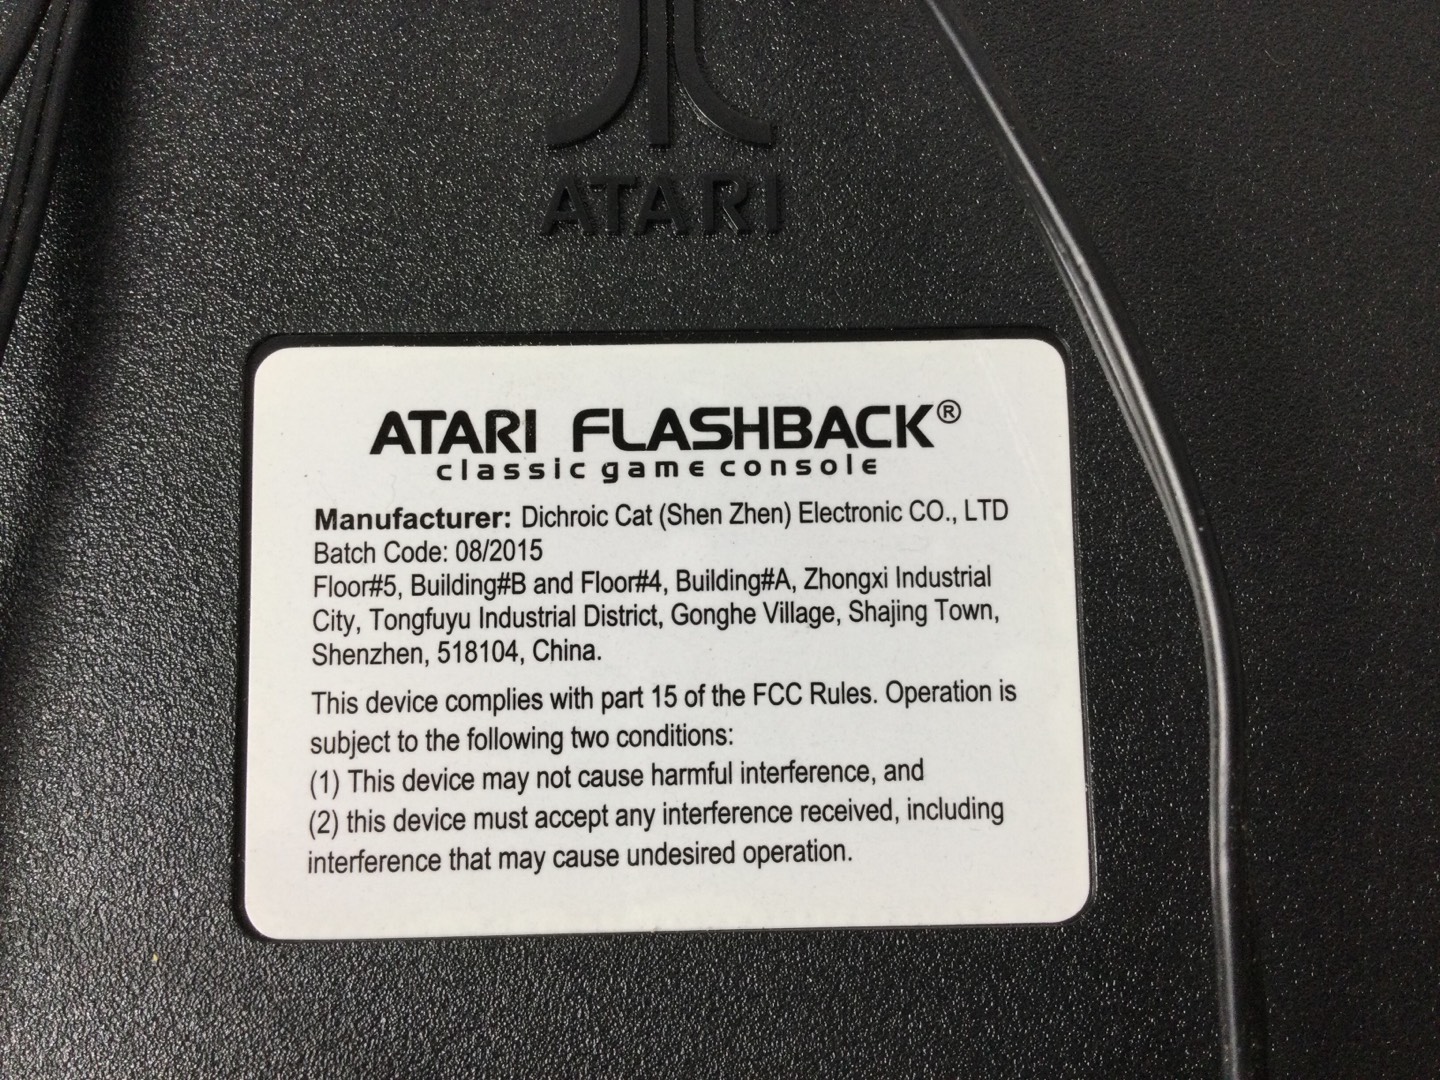 ATARI
ATARI FLASHBACK®
classic game console
Manufacturer: Dichroic Cat (Shen Zhen) Electronic CO., LTD
Batch Code: 08/2015
Floor#5, Building#B and Floor#4, Building#A, Zhongxi Industrial
City, Tongfuyu Industrial District, Gonghe Village, Shajing Town,
Shenzhen, 518104, China.
This device complies with part 15 of the FCC Rules. Operation is
subject to the following two conditions:
(1) This device may not cause harmful interference, and
(2) this device must accept any interference received, including
interference that may cause undesired operation.